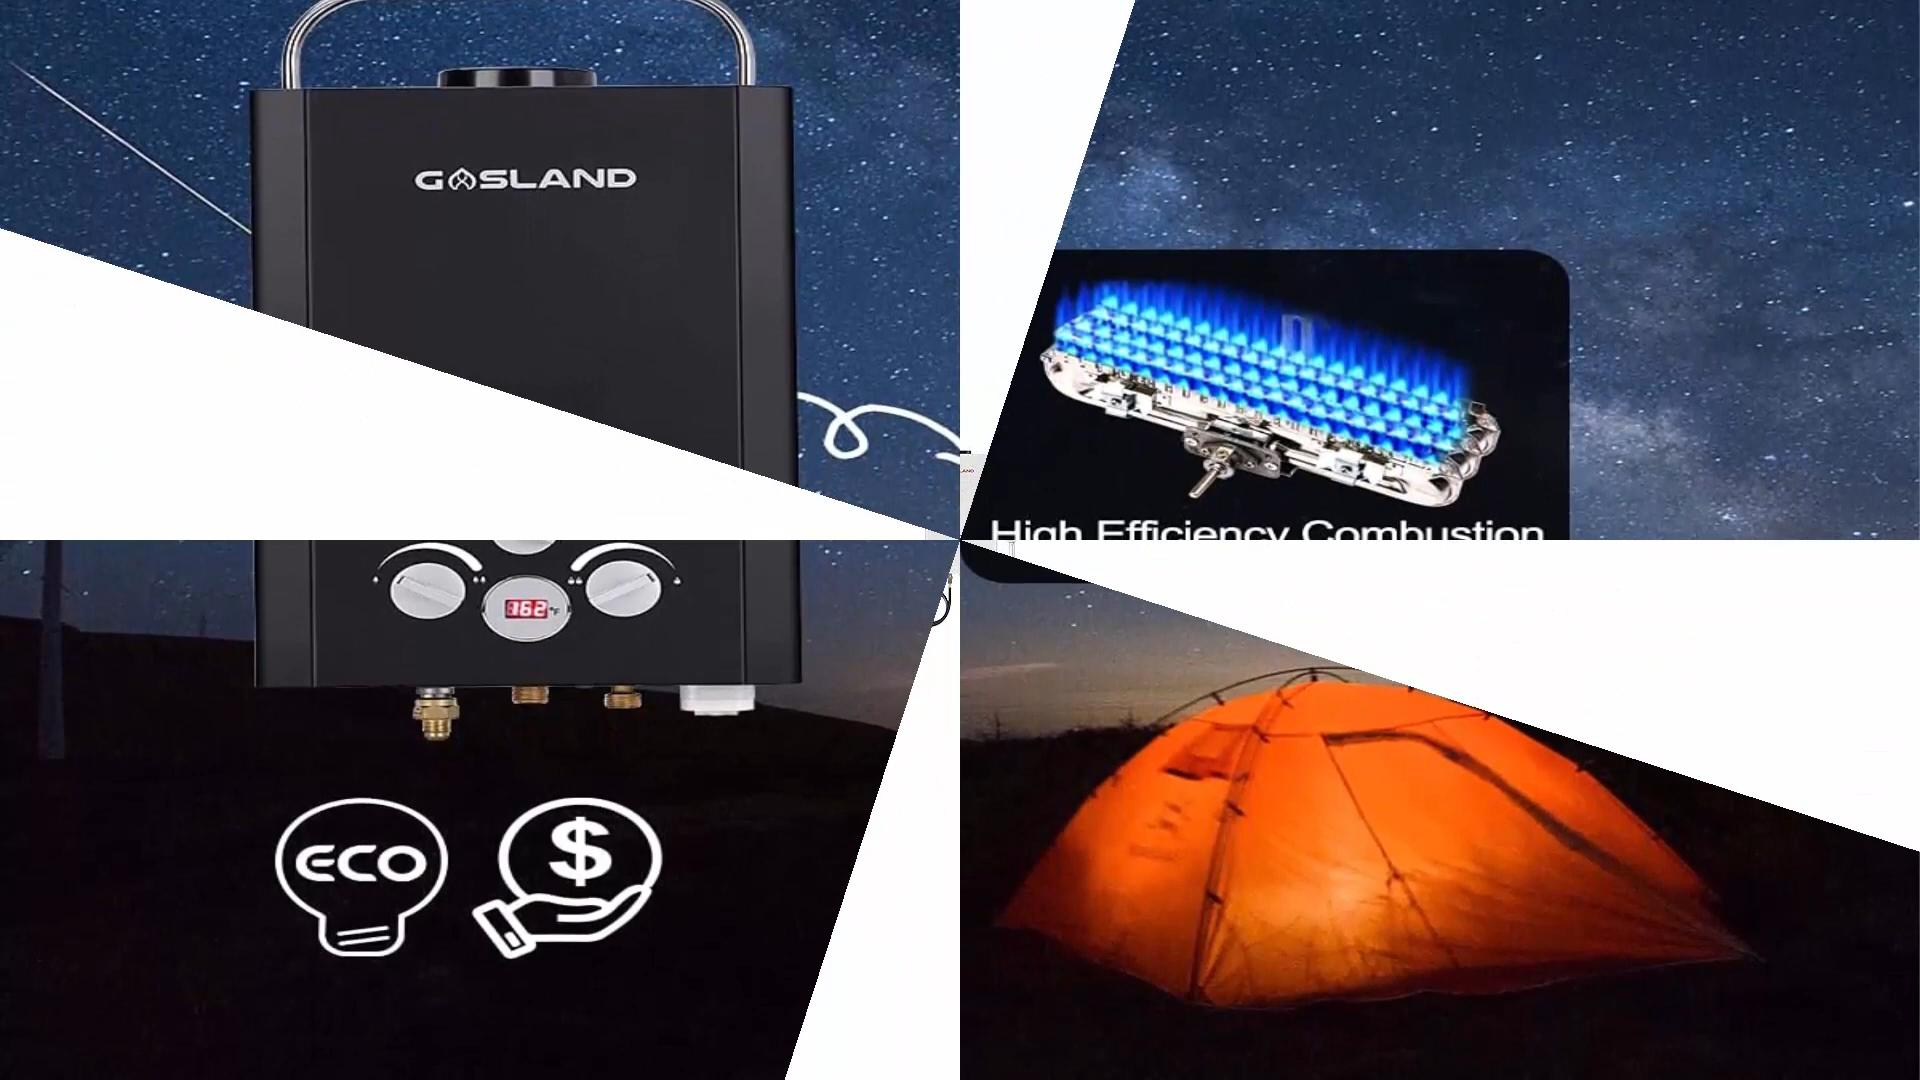 GASLAND
High Efficiency Combustion
162 °F
ECO
$